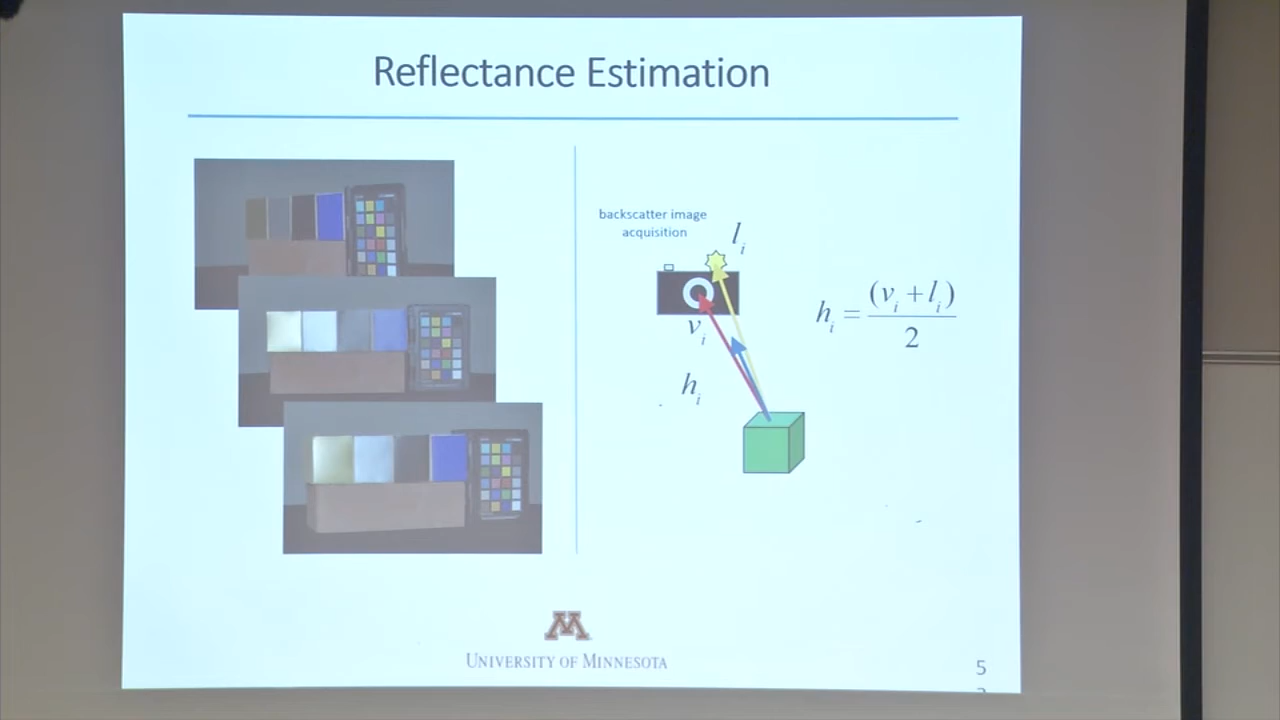 Reflectance Estimation
backscatter image
acquisition
l_i
v_i
h_i
h_i = (v_i + l_i) / 2
M
UNIVERSITY OF MINNESOTA
5